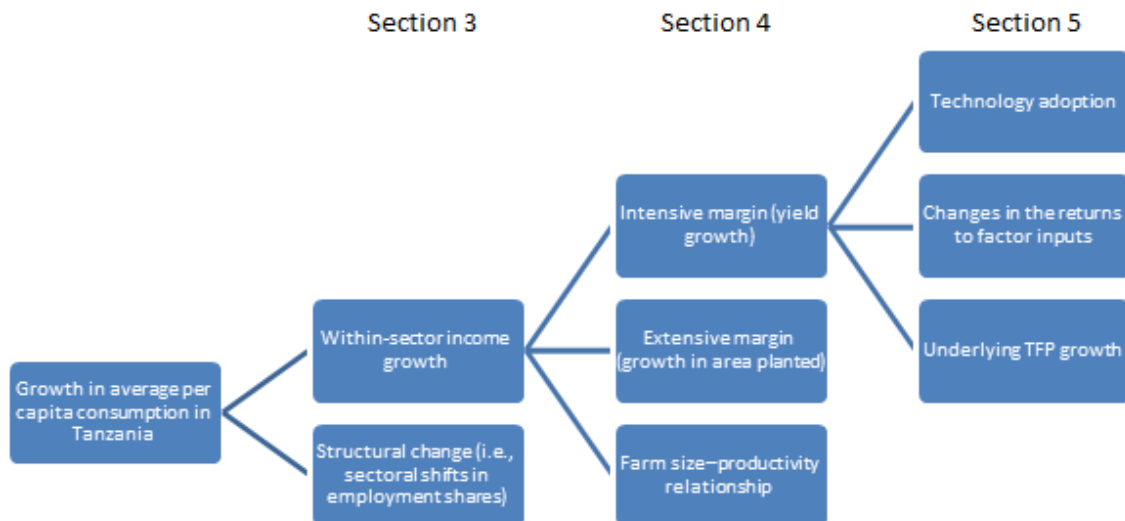 Section 3
Section 4
Section 5
Growth in average per
capita consumption in
Tanzania
Within-sector income
growth
Structural change (i.e.,
sectoral shifts in
employment shares)
Intensive margin (yield
growth)
Extensive margin
(growth in area planted)
Farm size–productivity
relationship
Technology adoption
Changes in the returns
to factor inputs
Underlying TFP growth